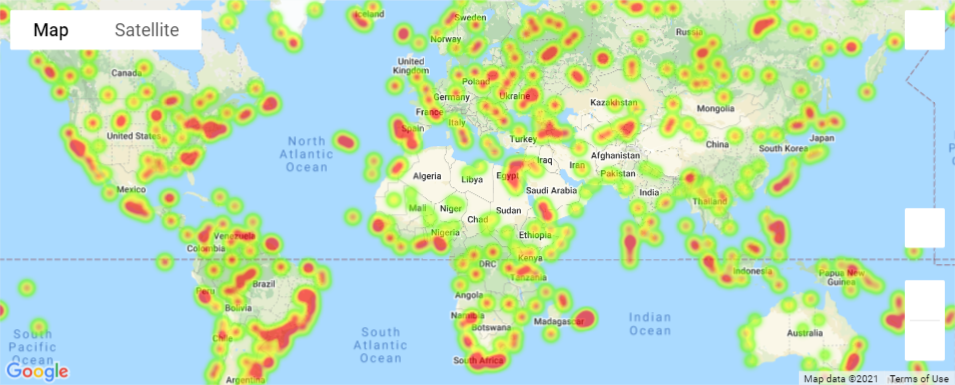 Map
Satellite
Iceland
Sweden
Norway
Russia
Canada
United
Kingdom
Poland
Germany
Ukraine
France
Kazakhstan
Mongolia
United States
Spain
Italy
Turkey
China
Japan
South Korea
North
Atlantic
Ocean
Afghanistan
Iraq
Iran
Pakistan
Algeria
Libya
Egypt
Saudi Arabia
India
Mexico
Thailand
Mali
Niger
Chad
Sudan
Venezuela
Colombia
Nigeria
Ethiopia
DRC
Kenya
Indonesia
Papua New
Guinea
Tanzania
Brazil
Peru
Angola
Bolivia
Namibia
Botswana
Madagascar
Indian
Ocean
Chile
South
Atlantic
Ocean
Australia
South
Pacific
Ocean
South Africa
Argentina
Google
Map data ©2021
Terms of Use